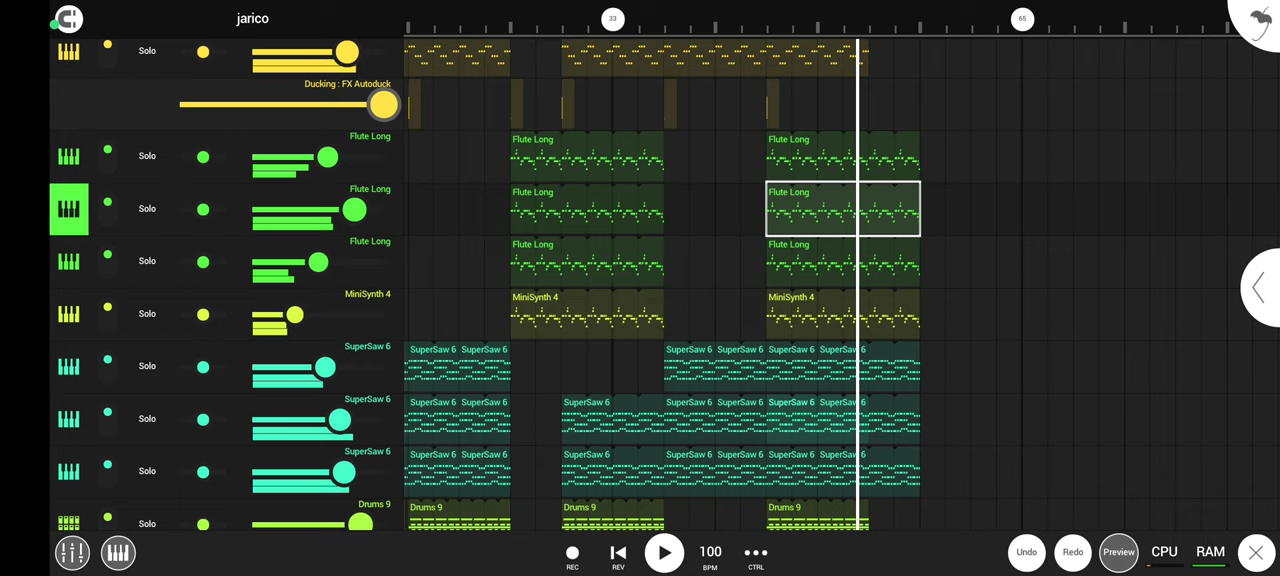 jarico
33
65
Solo
Ducking : FX Autoduck
Flute Long
Solo
Flute Long
Flute Long
Flute Long
Solo
Flute Long
Flute Long
Flute Long
Solo
Flute Long
Flute Long
MiniSynth 4
Solo
MiniSynth 4
MiniSynth 4
SuperSaw 6
Solo
SuperSaw 6 SuperSaw 6
SuperSaw 6 SuperSaw 6 SuperSaw 6 SuperSaw 6
SuperSaw 6
Solo
SuperSaw 6 SuperSaw 6
SuperSaw 6
SuperSaw 6 SuperSaw 6 SuperSaw 6 SuperSaw 6
SuperSaw 6
Solo
SuperSaw 6 SuperSaw 6
SuperSaw 6
SuperSaw 6 SuperSaw 6 SuperSaw 6 SuperSaw 6
Drums 9
Solo
Drums 9
Drums 9
Drums 9
REC
REV
100
BPM
CTRL
Undo
Redo
Preview
CPU
RAM